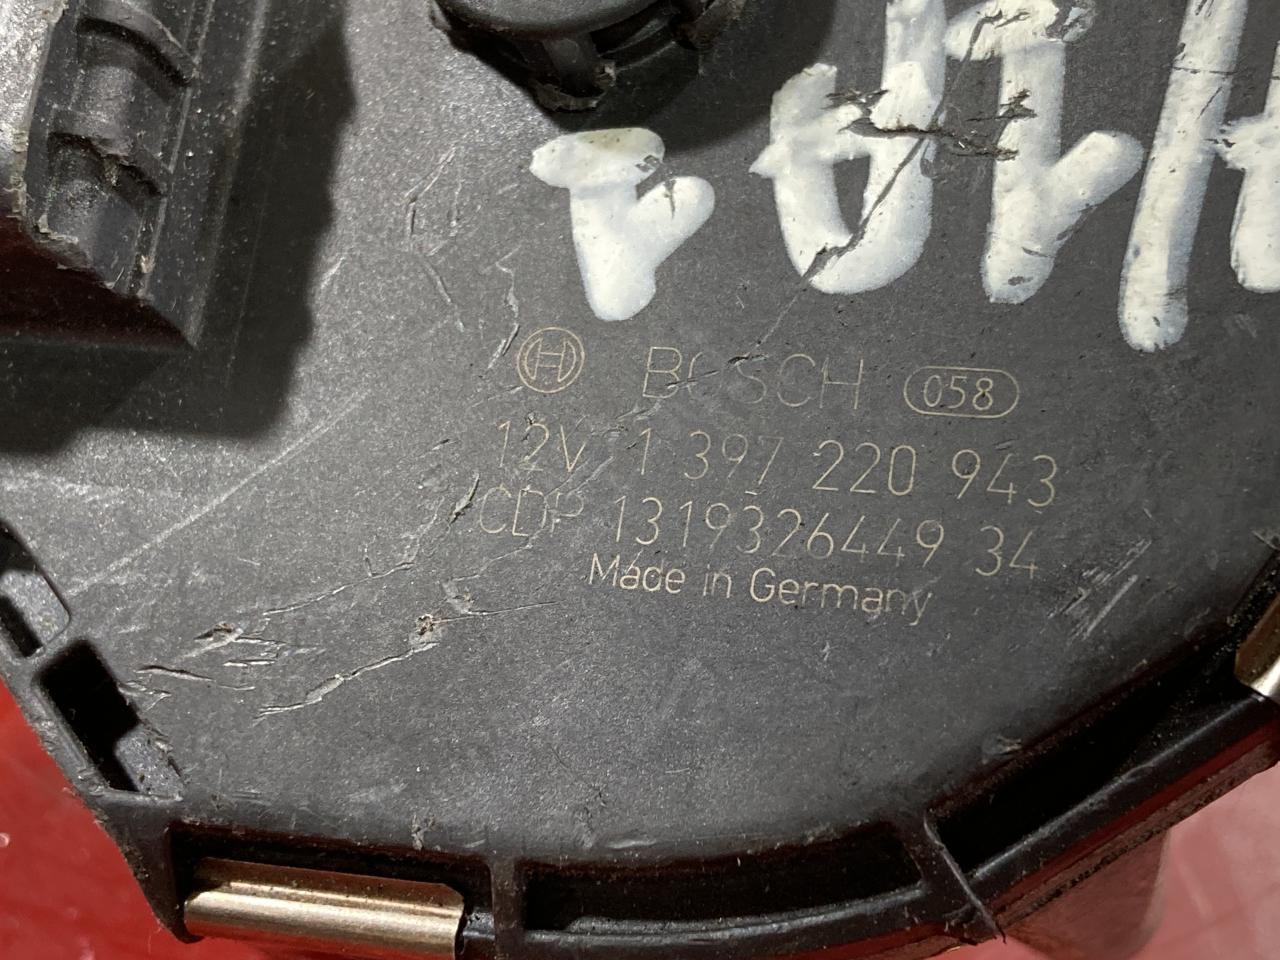 BOSCH 058
12V 1 397 220 943
CDP 1319326449 34
Made in Germany